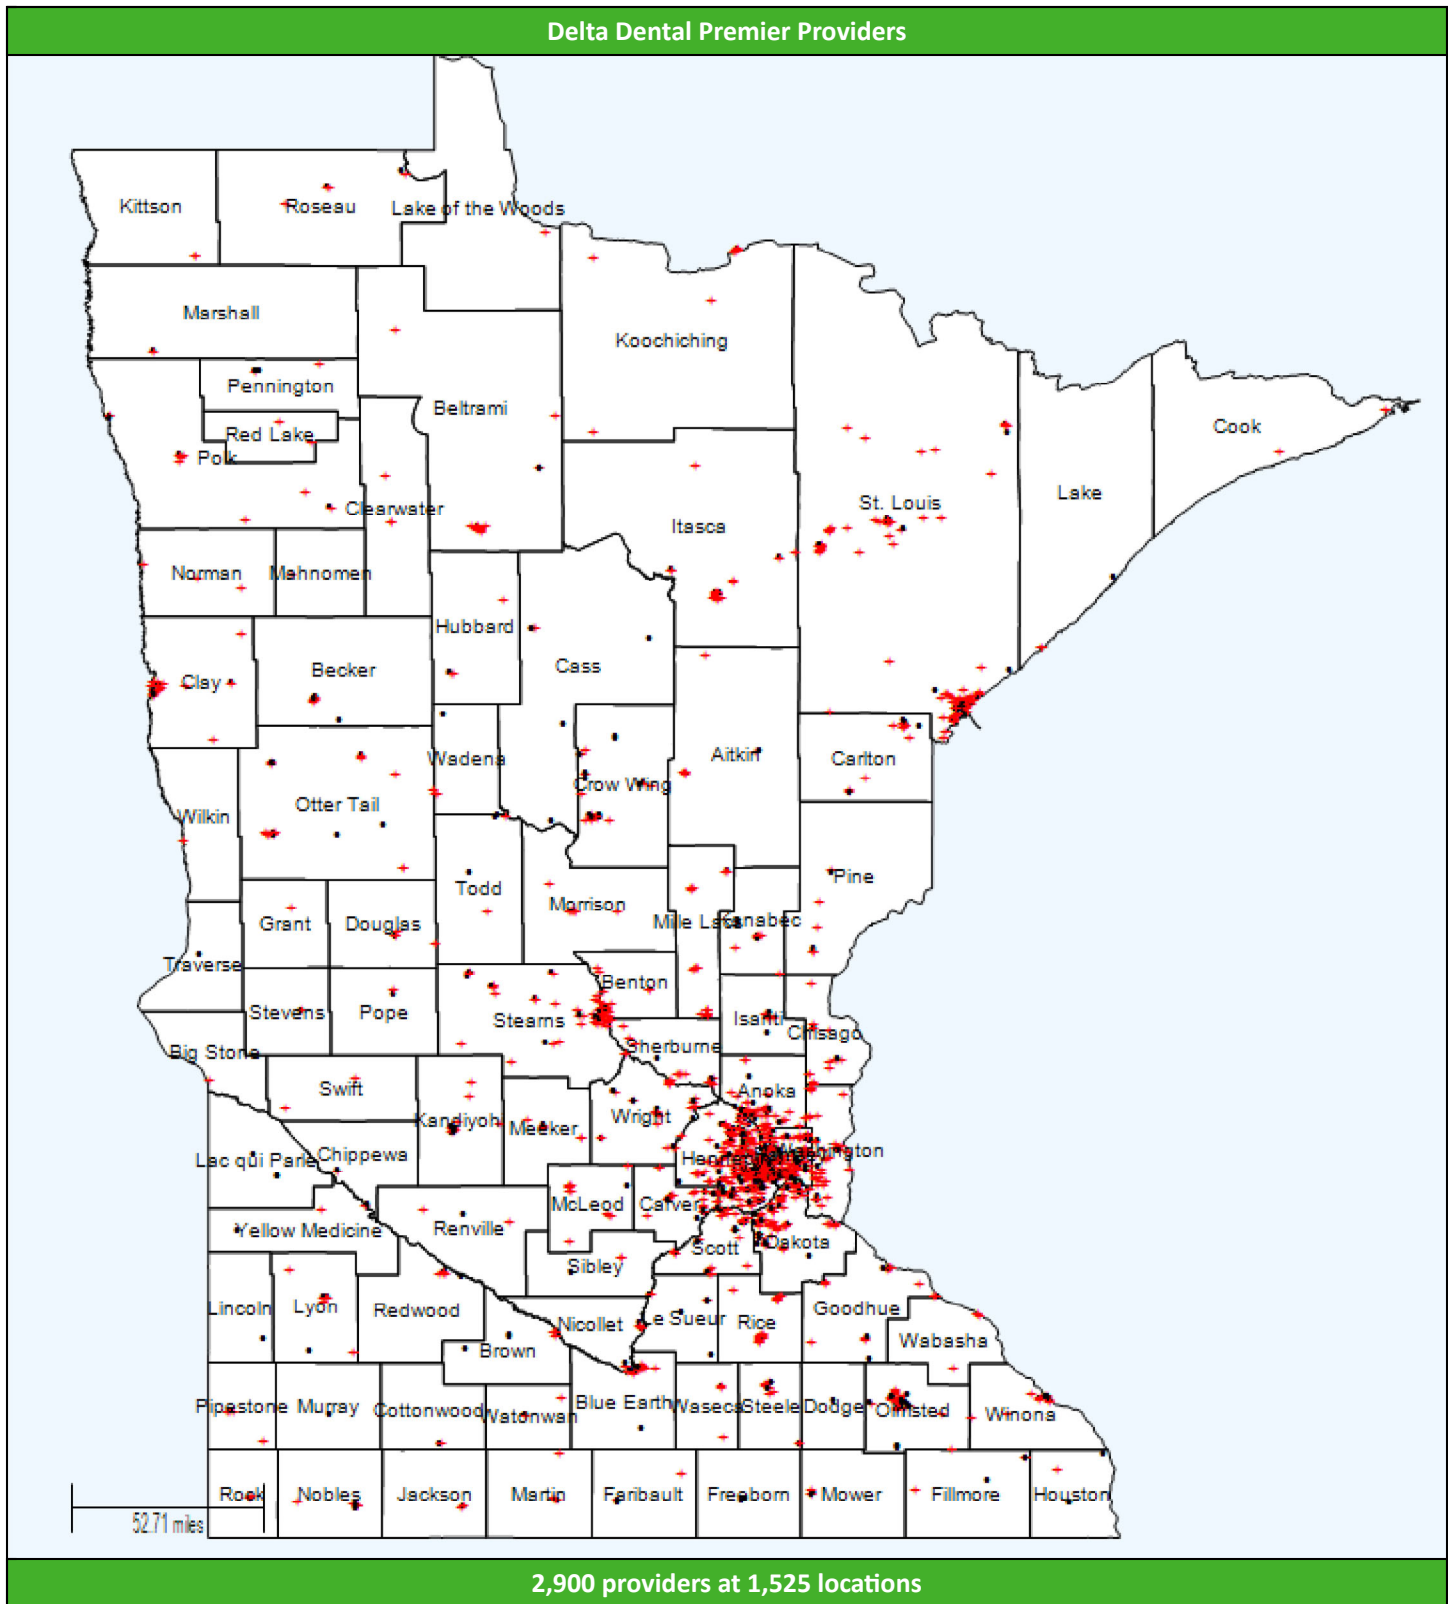 Delta Dental Premier Providers
Kittson
Roseau
Lake of the Woods
Marshall
Koochiching
Pennington
Beltrami
Red Lake
Cook
Polk
Lake
Clearwater
St. Louis
Itasca
Norman
Mahnomen
Hubbard
Cass
Becker
Clay
Wadena
Aitkin
Carlton
Crow Wing
Otter Tail
Wilkin
Pine
Todd
Morrison
Grant
Douglas
Mille Lacs
Kanabec
Traverse
Benton
Stevens
Pope
Stearns
Isanti
Chisago
Big Stone
Sherburne
Swift
Anoka
Kandiyohi
Wright
Meeker
Lac qui Parle
Chippewa
Hennepin
Washington
McLeod
Carver
Yellow Medicine
Renville
Scott
Dakota
Sibley
Lincoln
Lyon
Redwood
Nicollet
Le Sueur
Rice
Goodhue
Brown
Wabasha
Pipestone
Murray
Cottonwood
Watonwan
Blue Earth
Waseca
Steele
Dodge
Olmsted
Winona
Rock
Nobles
Jackson
Martin
Faribault
Freeborn
Mower
Fillmore
Houston
52.71 miles
2,900 providers at 1,525 locations